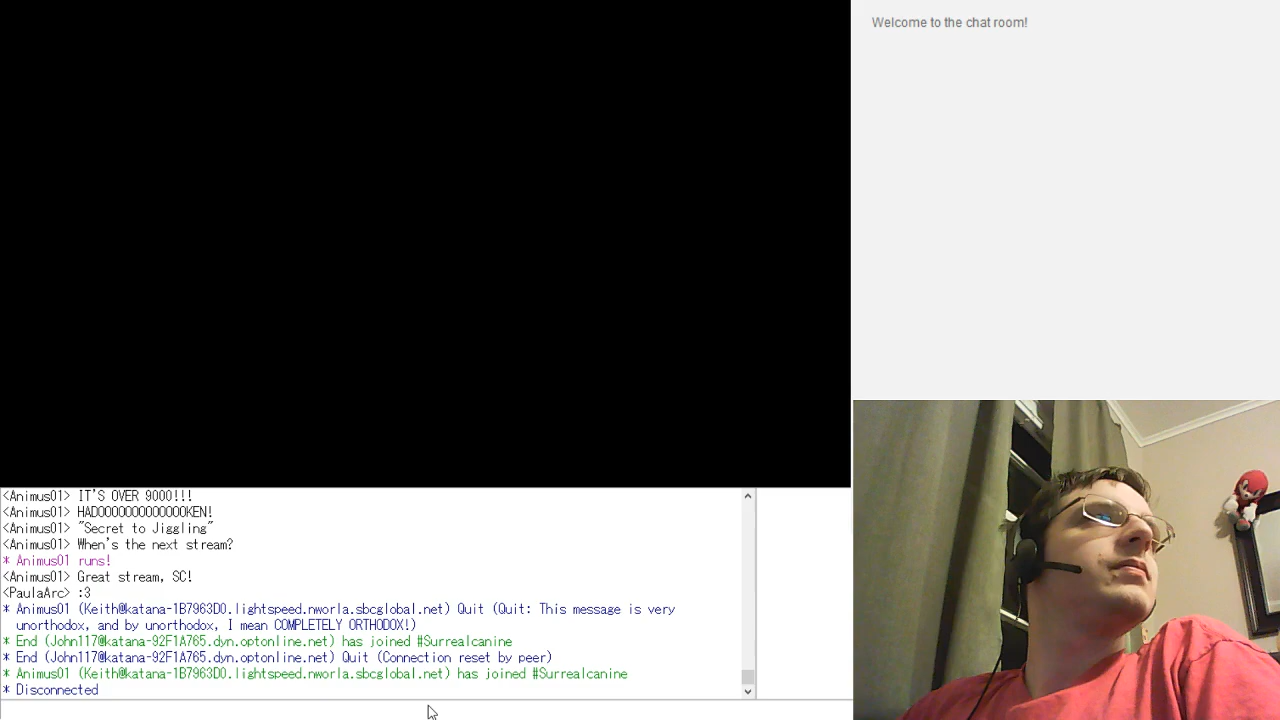 Welcome to the chat room!
<Animus01> IT'S OVER 9000!!!
<Animus01> HADOOOOOOOOOOOOKEN!
<Animus01> "Secret to Jiggling"
<Animus01> When's the next stream?
* Animus01 runs!
<Animus01> Great stream, SC!
<PaulaArc> :3
* Animus01 (Keith@katana-1B7963D0.lightspeed.nworla.sbcglobal.net) Quit (Quit: This message is very
unorthodox, and by unorthodox, I mean COMPLETELY ORTHODOX!)
* End (John117@katana-92F1A765.dyn.optonline.net) has joined #Surrealcanine
* End (John117@katana-92F1A765.dyn.optonline.net) Quit (Connection reset by peer)
* Animus01 (Keith@katana-1B7963D0.lightspeed.nworla.sbcglobal.net) has joined #Surrealcanine
* Disconnected